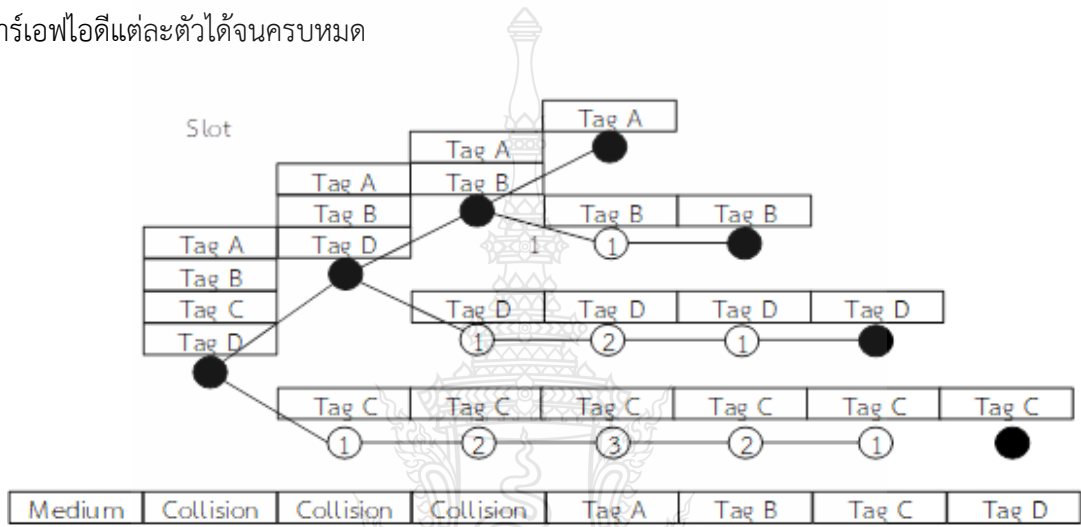 าร์เอฟไอดีแต่ละตัวได้จนครบหมด
Slot
Tag A
Tag A
Tag A Tag B
Tag B Tag B Tag B
Tag A Tag D 1 1
Tag B
Tag C Tag D Tag D Tag D Tag D
Tag D 1 2 1
Tag C Tag C Tag C Tag C Tag C Tag C
1 2 3 2 1
Medium Collision Collision Collision Tag A Tag B Tag C Tag D